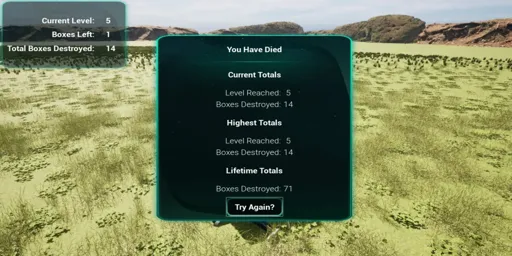 Current Level: 5
Boxes Left: 1
Total Boxes Destroyed: 14
You Have Died
Current Totals
Level Reached: 5
Boxes Destroyed: 14
Highest Totals
Level Reached: 5
Boxes Destroyed: 14
Lifetime Totals
Boxes Destroyed: 71
Try Again?